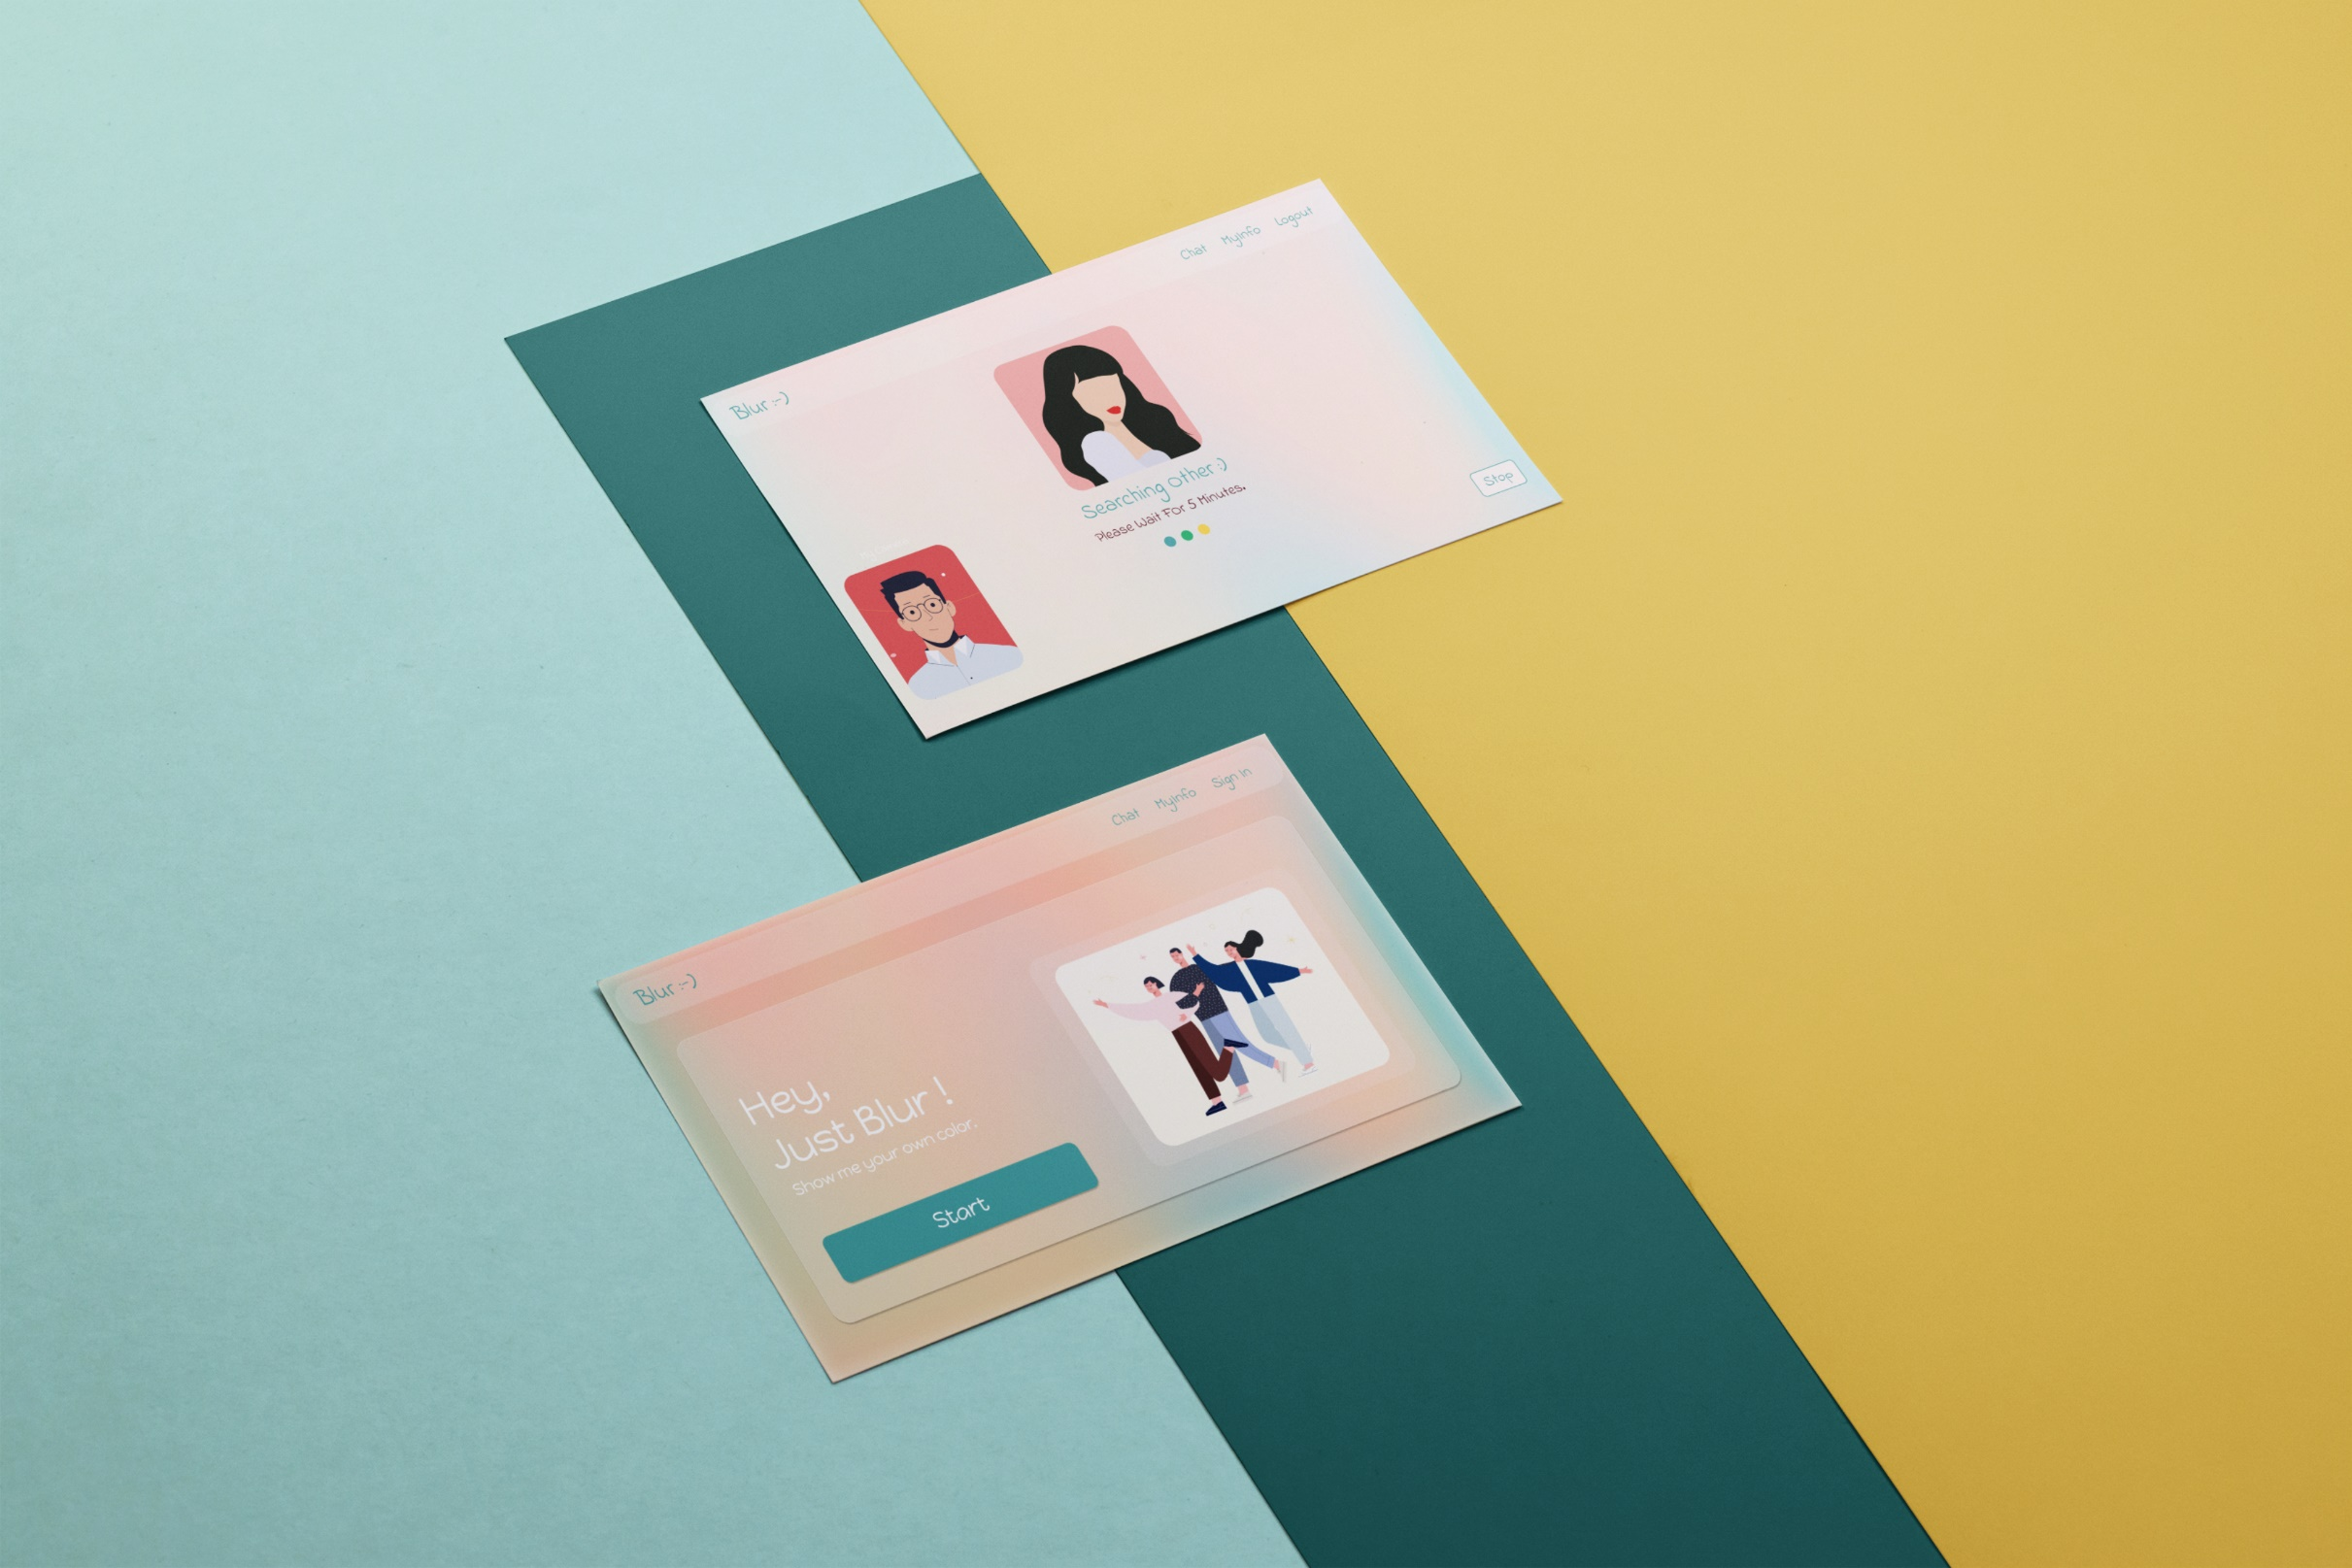 Blur :-)
Chat MyInfo Logout
Searching Other :)
Please Wait For 5 Minutes.
Stop
Blur :-)
Chat MyInfo Sign In
Hey,
Just Blur !
Show me your own color.
Start